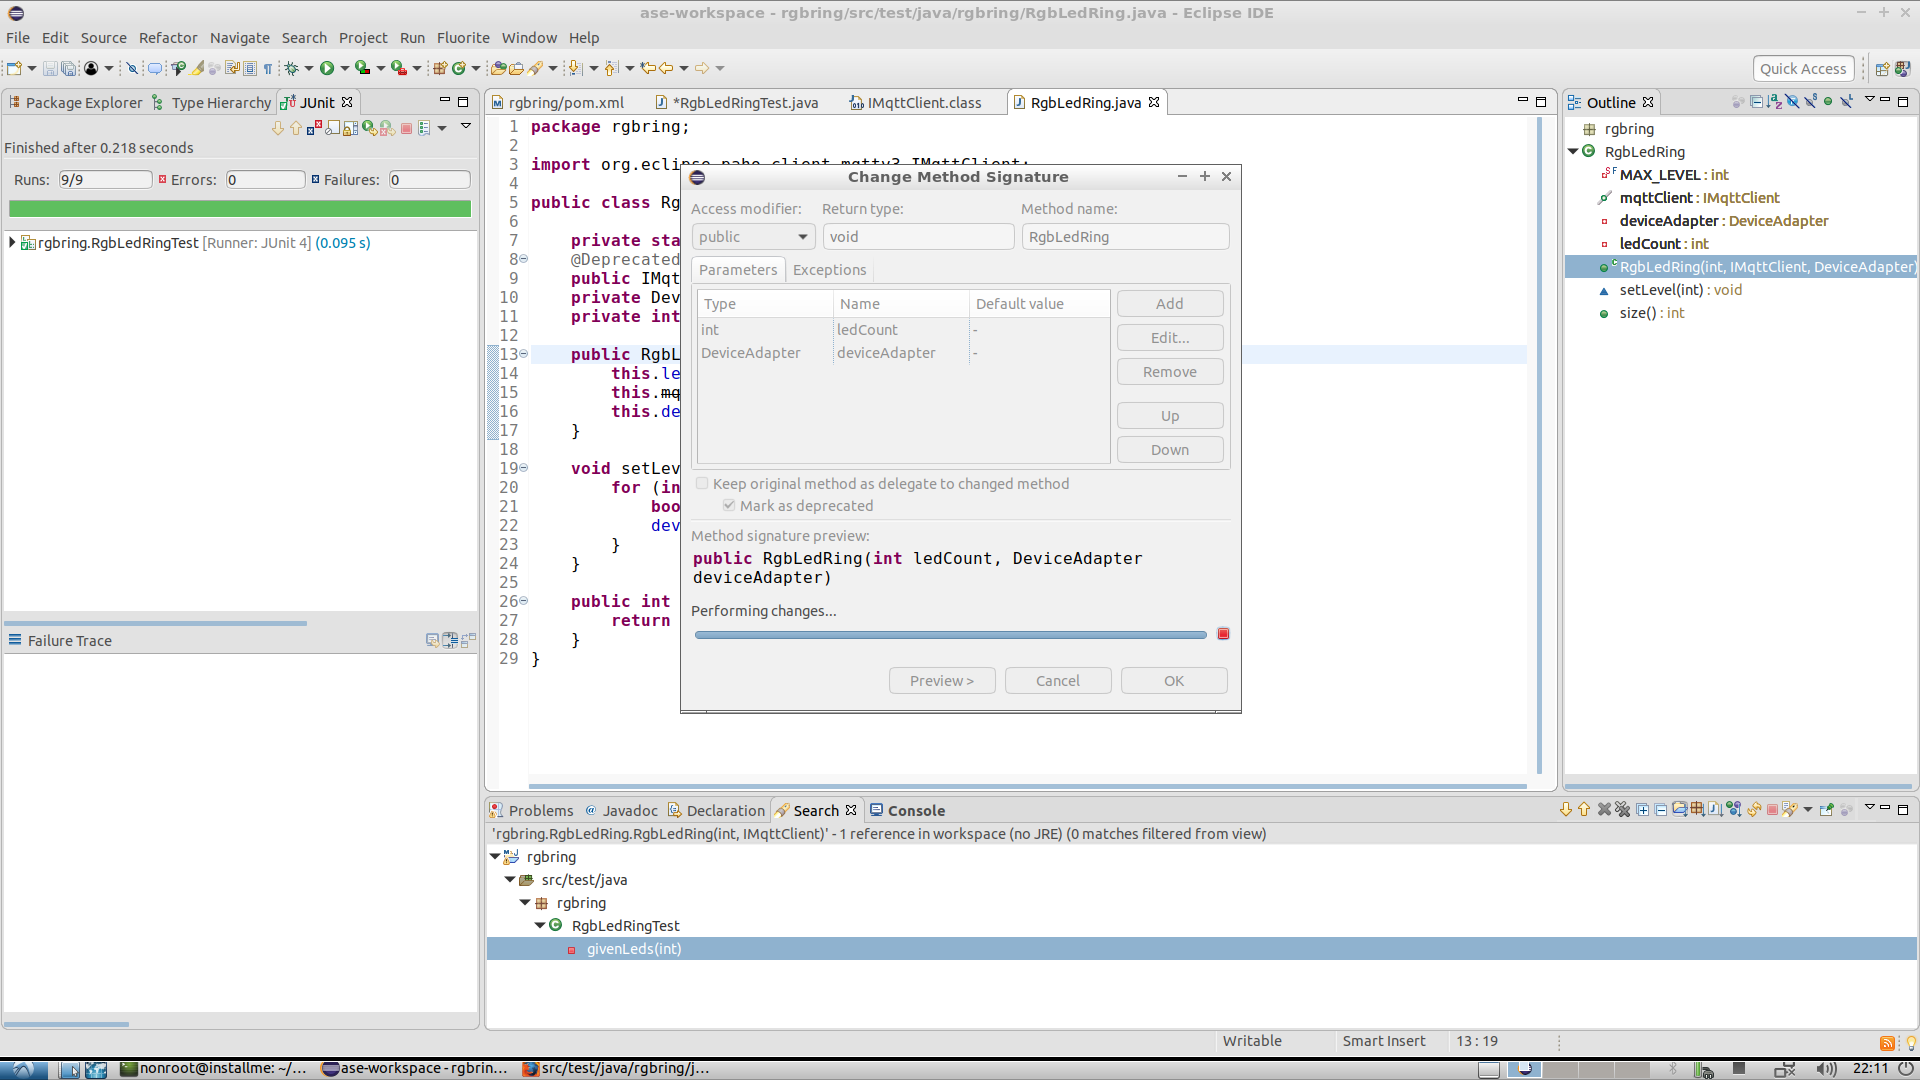 ase-workspace - rgbring/src/test/java/rgbring/RgbLedRing.java - Eclipse IDE
File Edit Source Refactor Navigate Search Project Run Fluorite Window Help
Quick Access
Package Explorer Type Hierarchy JUnit
Finished after 0.218 seconds
Runs: 9/9 Errors: 0 Failures: 0
rgbring.RgbLedRingTest [Runner: JUnit 4] (0.095 s)
Failure Trace
rgbring/pom.xml *RgbLedRingTest.java IMqttClient.class RgbLedRing.java
1 package rgbring;
2
3 import org.eclipse.paho.client.mqttv3.IMqttClient;
4
5 public class Rg
6
7 private sta
8 @Deprecated
9 public IMqt
10 private Dev
11 private int
12
13 public RgbL
14 this.le
15 this.mq
16 this.de
17 }
18
19 void setLev
20 for (in
21 boo
22 dev
23 }
24 }
25
26 public int
27 return
28 }
29 }
Change Method Signature
Access modifier: Return type: Method name:
public void RgbLedRing
Parameters Exceptions
Type Name Default value
int ledCount -
DeviceAdapter deviceAdapter -
Add
Edit...
Remove
Up
Down
Keep original method as delegate to changed method
Mark as deprecated
Method signature preview:
public RgbLedRing(int ledCount, DeviceAdapter
deviceAdapter)
Performing changes...
Preview > Cancel OK
Outline
rgbring
RgbLedRing
MAX_LEVEL : int
mqttClient : IMqttClient
deviceAdapter : DeviceAdapter
ledCount : int
RgbLedRing(int, IMqttClient, DeviceAdapter)
setLevel(int) : void
size() : int
Problems Javadoc Declaration Search Console
'rgbring.RgbLedRing.RgbLedRing(int, IMqttClient)' - 1 reference in workspace (no JRE) (0 matches filtered from view)
rgbring
src/test/java
rgbring
RgbLedRingTest
givenLeds(int)
Writable Smart Insert 13 : 19
nonroot@installme: ~/... ase-workspace - rgbrin... src/test/java/rgbring/j... 22:11